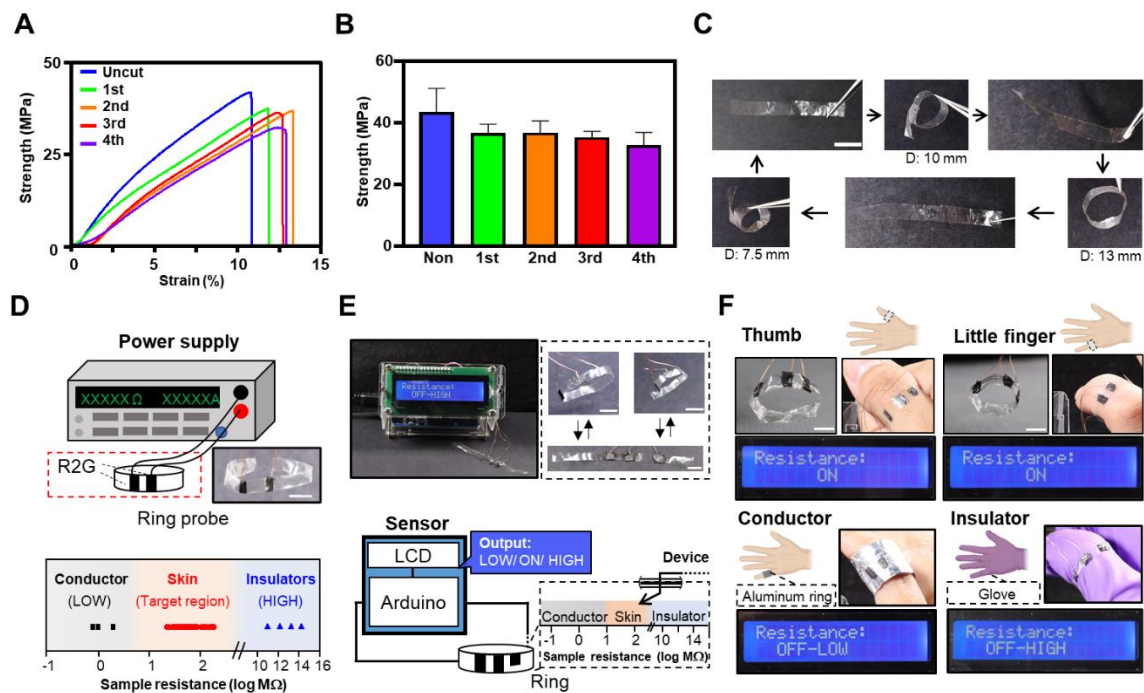 A
50
25
0
Strength (MPa)
Uncut
1st
2nd
3rd
4th
0
5
10
15
Strain (%)
B
60
40
20
0
Strength (MPa)
Non
1st
2nd
3rd
4th
C
D: 10 mm
D: 7.5 mm
D: 13 mm
D
Power supply
XXXXXΩ XXXXXA
R2G
Ring probe
Conductor
(LOW)
Skin
(Target region)
Insulators
(HIGH)
-1
0
1
2
10
12
14
16
Sample resistance (log MΩ)
E
Resistance:
OFF-HIGH
Sensor
LCD
Arduino
Output:
LOW/ ON/ HIGH
Device
Conductor
Skin
Insulator
-1
0
1
2
10
14
Sample resistance (log MΩ)
Ring
F
Thumb
Little finger
Resistance:
ON
Resistance:
ON
Conductor
Insulator
Aluminum ring
Glove
Resistance:
OFF-LOW
Resistance:
OFF-HIGH